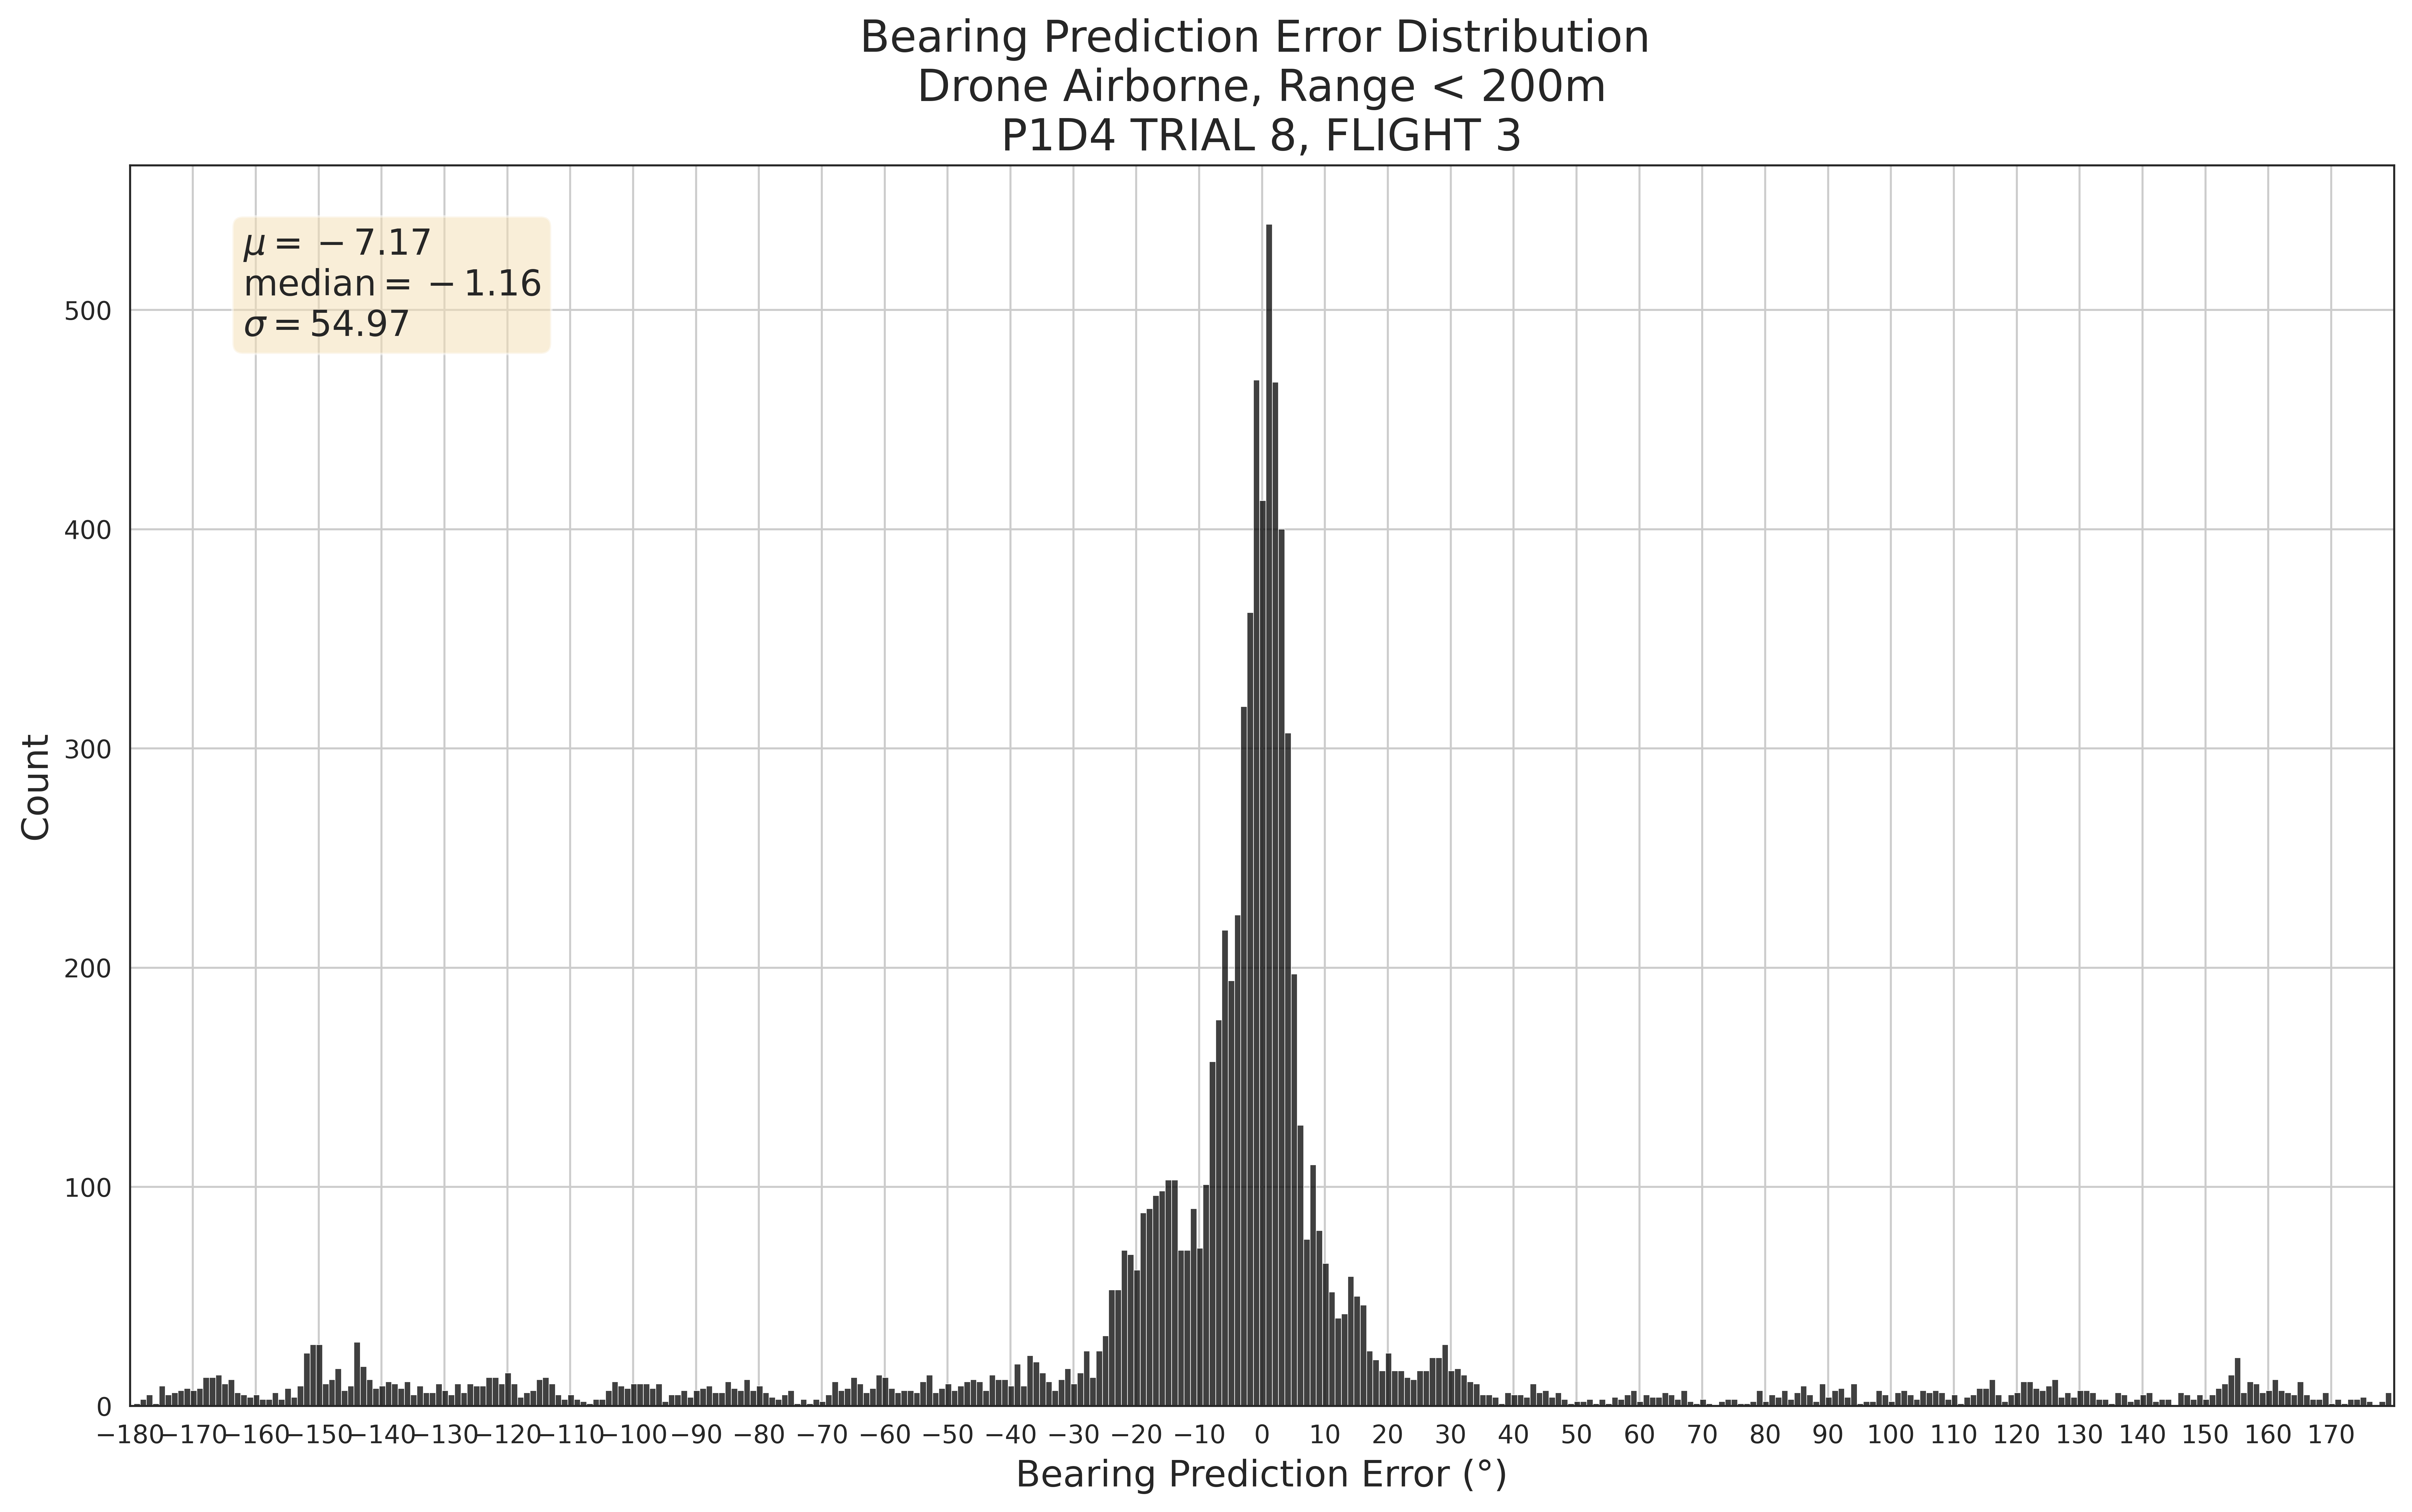 Bearing Prediction Error Distribution
Drone Airborne, Range < 200m
P1D4 TRIAL 8, FLIGHT 3
μ = − 7.17
median = − 1.16
σ = 54.97
500
400
300
200
100
0
Count
−180 −170 −160 −150 −140 −130 −120 −110 −100 −90 −80 −70 −60 −50 −40 −30 −20 −10 0 10 20 30 40 50 60 70 80 90 100 110 120 130 140 150 160 170
Bearing Prediction Error (°)